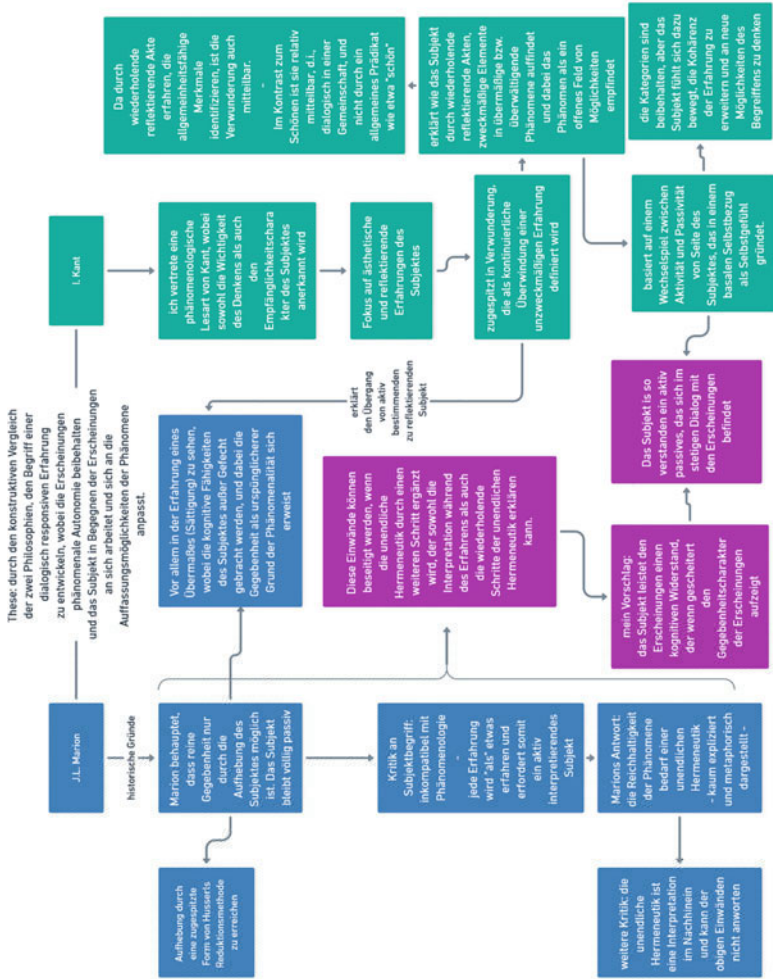 These: durch den konstruktiven Vergleich
der zwei Philosophien, den Begriff einer
dialogisch responsiven Erfahrung
zu entwickeln, wobei die Erscheinungen
phänomenale Autonomie beibehalten
und das Subjekt in Begegnen der Erscheinungen
an sich arbeitet und sich an die
Auffassungsmöglichkeiten der Phänomene
anpasst.
J.L. Marion
I. Kant
historische Gründe
Aufhebung durch
eine zugespitzte
Form von Husserls
Reduktionsmethode
zu erreichen
Marion behauptet,
dass reine
Gegebenheit nur
durch die
Aufhebung des
Subjektes möglich
ist. Das Subjekt
bleibt völlig passiv
Vor allem in der Erfahrung eines
Übermaßes (Sättigung) zu sehen,
wobei die kognitive Fähigkeiten
des Subjektes außer Gefecht
gebracht werden, und dabei die
Gegebenheit als ursprünglicherer
Grund der Phänomenalität sich
erweist
ich vertrete eine
phänomenologische
Lesart von Kant, wobei
sowohl die Wichtigkeit
des Denkens als auch
den
Empfänglichkeitschara
kter des Subjektes
anerkannt wird
Da durch
wiederholende
reflektierende Akte
erfahren, die
allgemeinheitsfähige
Merkmale
identifizieren, ist die
Verwunderung auch
mitteilbar.
-
Im Kontrast zum
Schönen ist sie relativ
mitteilbar, d.i.,
dialogisch in einer
Gemeinschaft, und
nicht durch ein
allgemeines Prädikat
wie etwa "schön"
Fokus auf ästhetische
und reflektierende
Erfahrungen des
Subjektes
erklärt
den Übergang
von aktiv
bestimmenden
zu reflektierenden
Subjekt
zugespitzt in Verwunderung,
die als kontinuierliche
Überwindung einer
unzweckmäßigen Erfahrung
definiert wird
erklärt wie das Subjekt
durch wiederholende
reflektierende Akten,
zweckmäßige Elemente
in übermäßige bzw.
überwältigende
Phänomene auffindet
und dabei das
Phänomen als ein
offenes Feld von
Möglichkeiten
empfindet
Kritik an
Subjektbegriff:
inkompatibel mit
Phänomenologie
-
jede Erfahrung
wird "als" etwas
erfahren und
erfordert somit
ein aktiv
interpretierendes
Subjekt
Diese Einwände können
beseitigt werden, wenn
die unendliche
Hermeneutik durch einen
weiteren Schritt ergänzt
wird, der sowohl die
Interpretation während
des Erfahrens als auch
die wiederholende
Schritte der unendlichen
Hermeneutik erklären
kann.
weitere Kritik: die
unendliche
Hermeneutik ist
eine Interpretation
im Nachhinein
und kann der
obigen Einwänden
nicht anworten
Marions Antwort:
die Reichhaltigkeit
der Phänomene
bedarf einer
unendlichen
Hermeneutik
- kaum expliziert
und metaphorisch
dargestellt -
mein Vorschlag:
das Subjekt leistet den
Erscheinungen einen
kognitiven Widerstand,
der wenn gescheitert
den
Gegebenheitscharakter
der Erscheinungen
aufzeigt
Das Subjekt is so
verstanden ein aktiv
passives, das sich im
stetigen Dialog mit
den Erscheinungen
befindet
basiert auf einem
Wechselspiel zwischen
Aktivität und Passivität
von Seite des
Subjektes, das in einem
basalen Selbstbezug
als Selbstgefühl
gründet.
die Kategorien sind
beibehalten, aber das
Subjekt fühlt sich dazu
bewegt, die Kohärenz
der Erfahrung zu
erweitern und an neue
Möglichkeiten des
Begreiffens zu denken